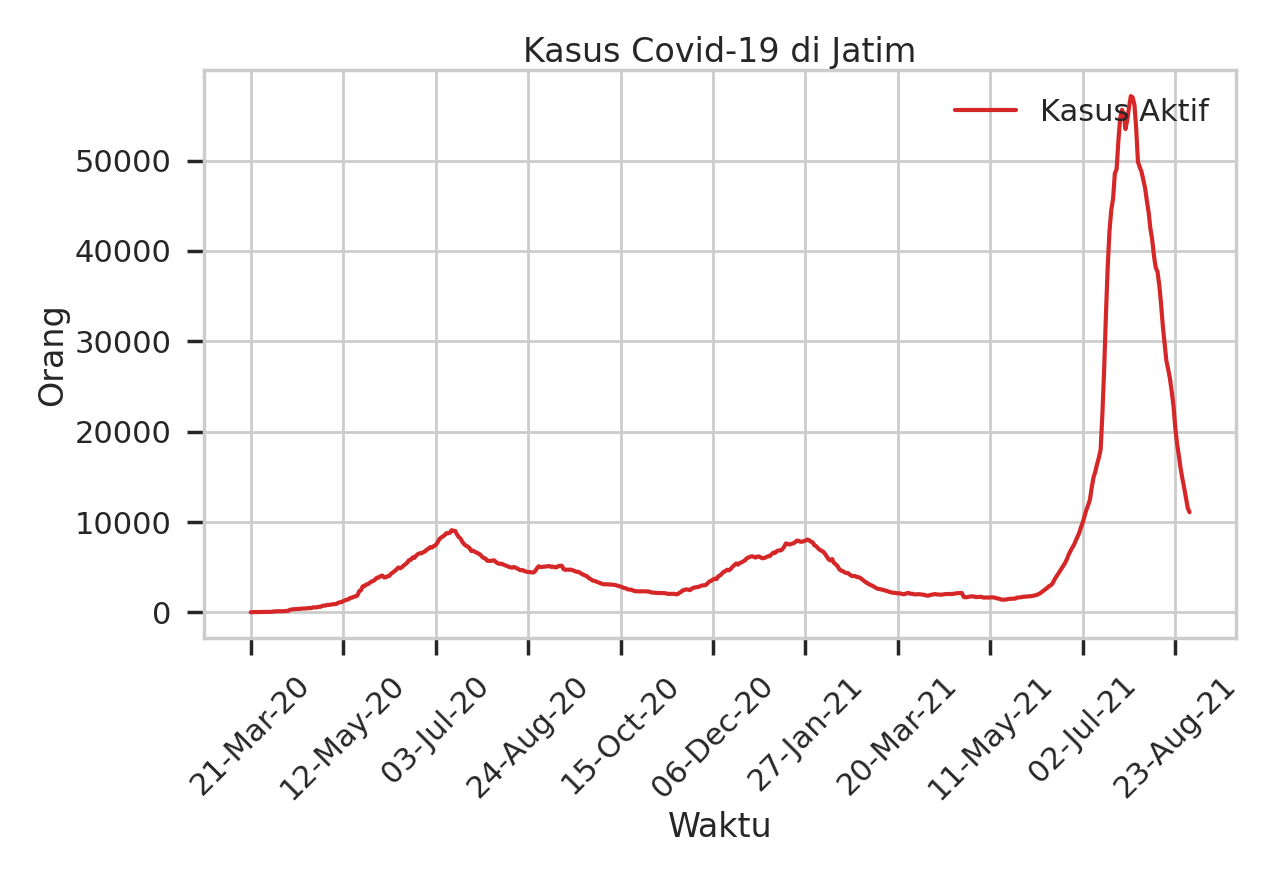 Kasus Covid-19 di Jatim
Kasus Aktif
Orang
50000
40000
30000
20000
10000
0
21-Mar-20
12-May-20
03-Jul-20
24-Aug-20
15-Oct-20
06-Dec-20
27-Jan-21
20-Mar-21
11-May-21
02-Jul-21
23-Aug-21
Waktu